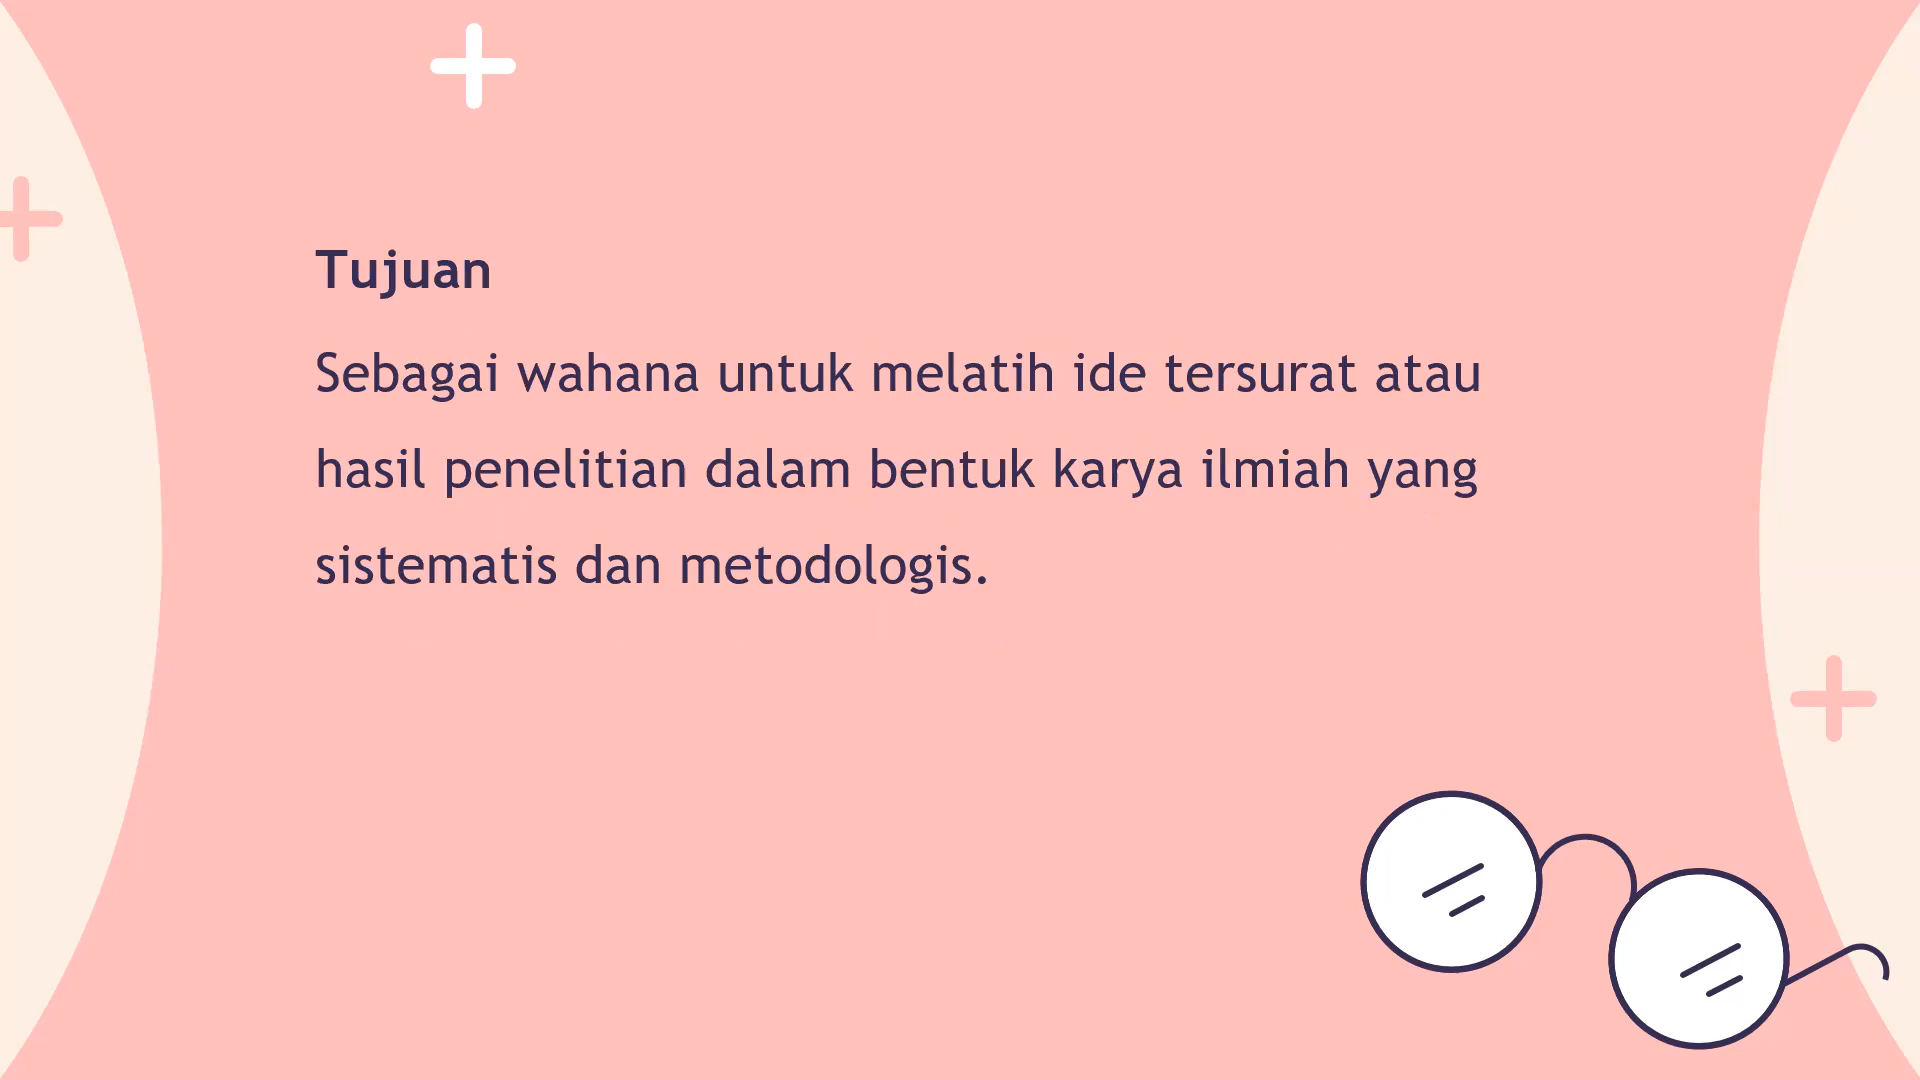 Tujuan
Sebagai wahana untuk melatih ide tersurat atau
hasil penelitian dalam bentuk karya ilmiah yang
sistematis dan metodologis.